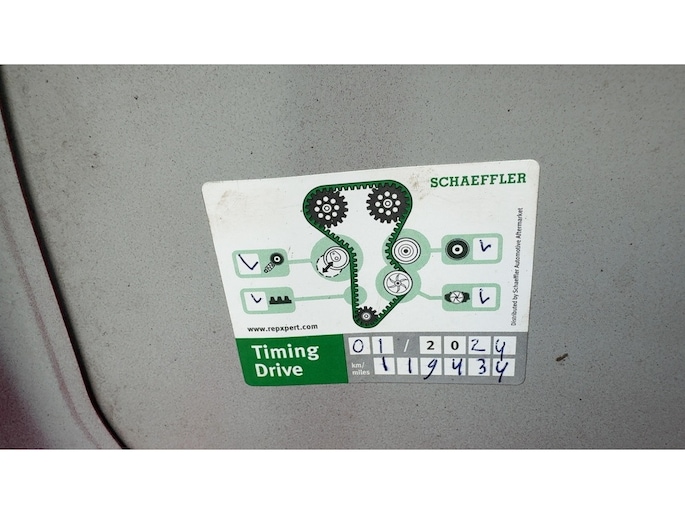 SCHAEFFLER
Distributed by Schaeffler Automotive Aftermarket
www.repxpert.com
Timing
Drive
01 / 2024
km/
miles
119434